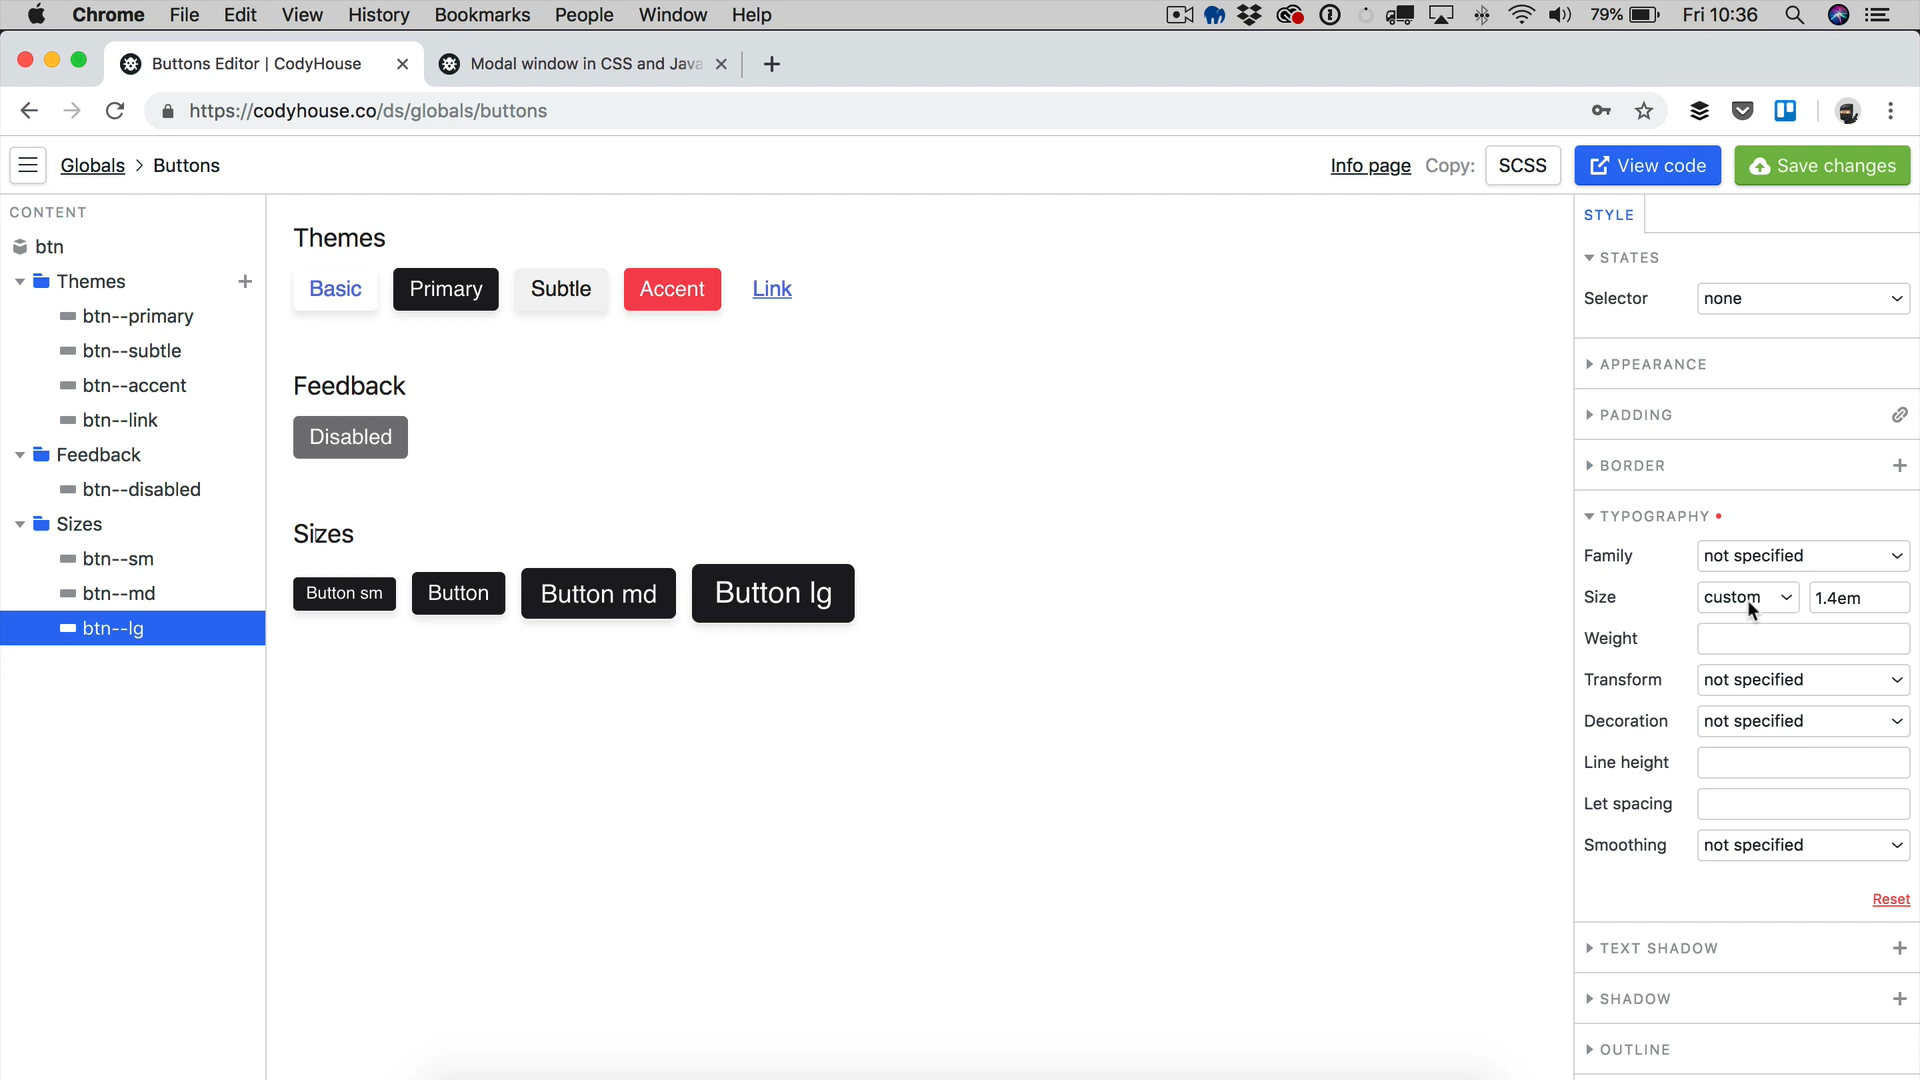 Chrome File Edit View History Bookmarks People Window Help 79% Fri 10:36
Buttons Editor | CodyHouse Modal window in CSS and Java
https://codyhouse.co/ds/globals/buttons
Globals > Buttons Info page Copy: SCSS View code Save changes
CONTENT
btn
Themes
btn--primary
btn--subtle
btn--accent
btn--link
Feedback
btn--disabled
Sizes
btn--sm
btn--md
btn--lg
Themes
Basic Primary Subtle Accent Link
Feedback
Disabled
Sizes
Button sm Button Button md Button lg
STYLE
STATES
Selector none
APPEARANCE
PADDING
BORDER
TYPOGRAPHY
Family not specified
Size custom 1.4em
Weight
Transform not specified
Decoration not specified
Line height
Let spacing
Smoothing not specified
Reset
TEXT SHADOW
SHADOW
OUTLINE